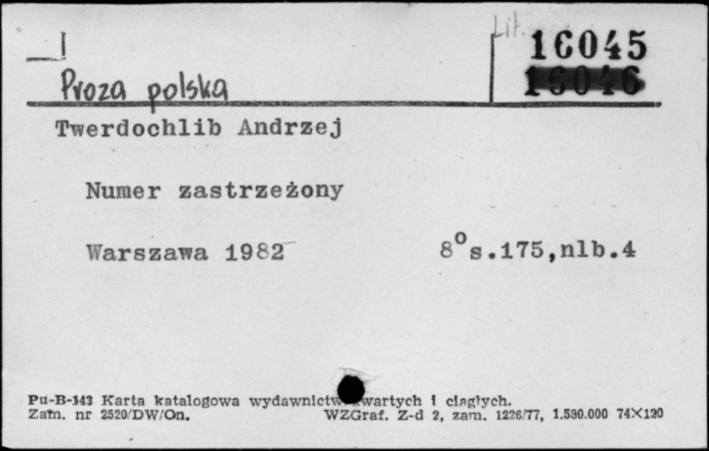 Lit.
16045
16046
I
Proza polska
Twerdochlib Andrzej
Numer zastrzeżony
Warszawa 1982
8° s.175,nlb.4
Pu-B-143 Karta katalogowa wydawnictw zwartych i ciągłych.
Zam. nr 2520/DW/On. WZGraf. Z-d 2, zam. 1226/77, 1.530.000 74X120